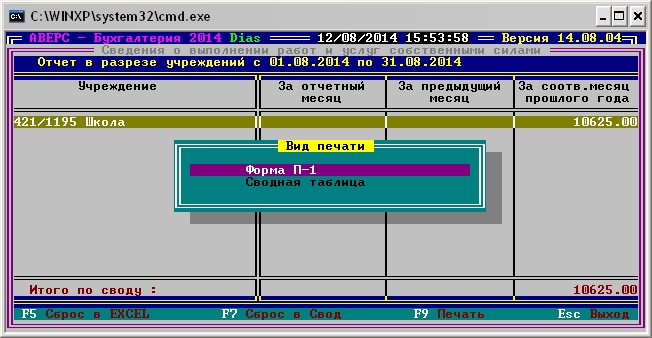 C:\WINXP\system32\cmd.exe
АВЕРС - Бухгалтерия 2014 Dias 12/08/2014 15:53:58 Версия 14.08.04
Сведения о выполнении работ и услуг собственными силами
Отчет в разрезе учреждений с 01.08.2014 по 31.08.2014
Учреждение За отчетный месяц За предыдущий месяц За соотв.месяц прошлого года
421/1195 Школа 10625.00
Вид печати
Форма П-1
Сводная таблица
Итого по своду : 10625.00
F5 Сброс в EXCEL F7 Сброс в Свод F9 Печать Esc Выход